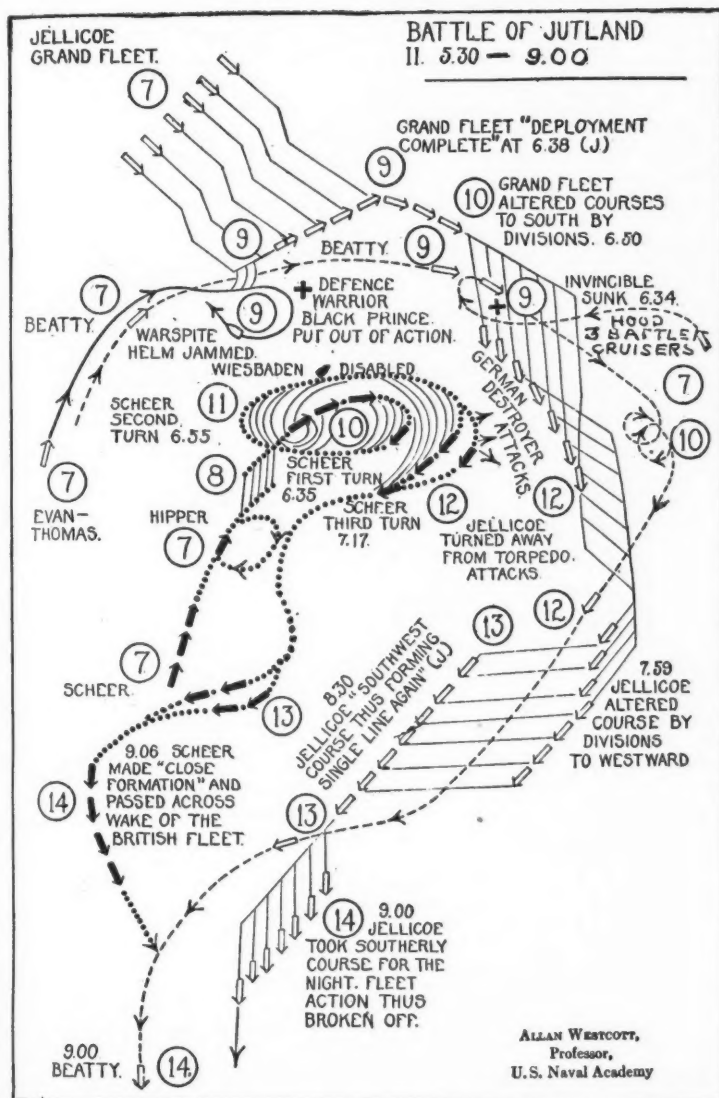 BATTLE OF JUTLAND
II. 5.30 — 9.00
JELLICOE
GRAND FLEET.
7
GRAND FLEET "DEPLOYMENT
COMPLETE" AT 6.38 (J)
9
10
GRAND FLEET
ALTERED COURSES
TO SOUTH BY
DIVISIONS. 6.50
9
BEATTY.
9
7
BEATTY.
DEFENCE
WARRIOR
BLACK PRINCE.
PUT OUT OF ACTION.
9
9
INVINCIBLE
SUNK 6.34.
HOOD
3 BATTLE
CRUISERS
7
WARSPITE
HELM JAMMED.
WIESBADEN DISABLED
GERMAN
DESTROYER
ATTACKS.
11
SCHEER
SECOND
TURN 6.55
10
10
8
SCHEER
FIRST TURN
6.35
7
EVAN-
THOMAS.
HIPPER
7
SCHEER
THIRD TURN
7.17.
12
12
JELLICOE
TURNED AWAY
FROM TORPEDO
ATTACKS.
12
13
7
SCHEER.
13
8.30
JELLICOE "SOUTHWEST
COURSE THUS FORMING
SINGLE LINE AGAIN" (J)
7.59
JELLICOE
ALTERED
COURSE BY
DIVISIONS
TO WESTWARD
14
9.06 SCHEER
MADE "CLOSE
FORMATION" AND
PASSED ACROSS
WAKE OF THE
BRITISH FLEET.
13
14
9.00
JELLICOE
TOOK SOUTHERLY
COURSE FOR THE
NIGHT. FLEET
ACTION THUS
BROKEN OFF.
9.00
BEATTY.
14.
ALLAN WESTCOTT,
Professor,
U.S. Naval Academy